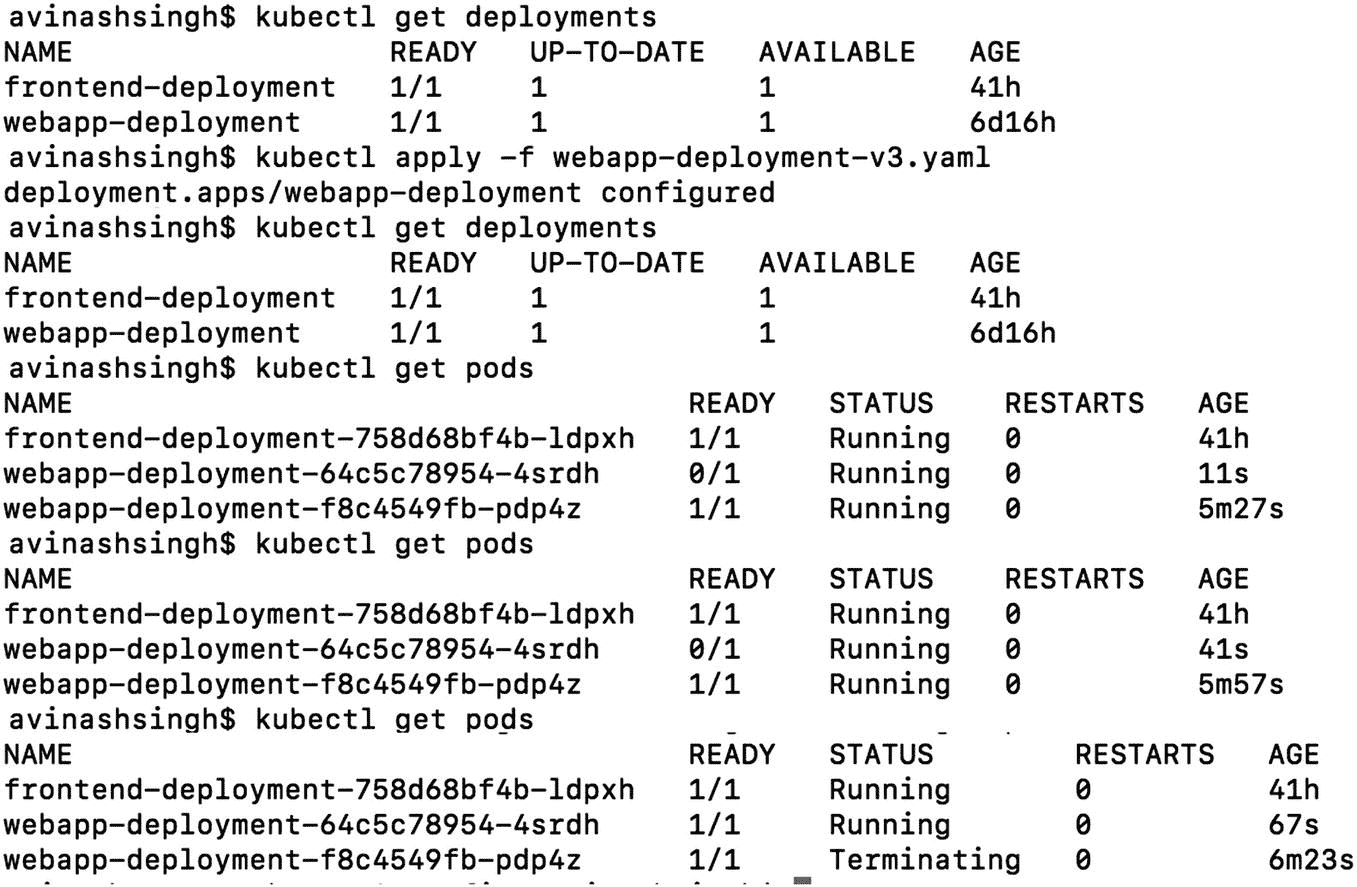 avinashsingh$ kubectl get deployments
NAME READY UP-TO-DATE AVAILABLE AGE
frontend-deployment 1/1 1 1 41h
webapp-deployment 1/1 1 1 6d16h
avinashsingh$ kubectl apply -f webapp-deployment-v3.yaml
deployment.apps/webapp-deployment configured
avinashsingh$ kubectl get deployments
NAME READY UP-TO-DATE AVAILABLE AGE
frontend-deployment 1/1 1 1 41h
webapp-deployment 1/1 1 1 6d16h
avinashsingh$ kubectl get pods
NAME READY STATUS RESTARTS AGE
frontend-deployment-758d68bf4b-ldpxh 1/1 Running 0 41h
webapp-deployment-64c5c78954-4srdh 0/1 Running 0 11s
webapp-deployment-f8c4549fb-pdp4z 1/1 Running 0 5m27s
avinashsingh$ kubectl get pods
NAME READY STATUS RESTARTS AGE
frontend-deployment-758d68bf4b-ldpxh 1/1 Running 0 41h
webapp-deployment-64c5c78954-4srdh 0/1 Running 0 41s
webapp-deployment-f8c4549fb-pdp4z 1/1 Running 0 5m57s
avinashsingh$ kubectl get pods
NAME READY STATUS RESTARTS AGE
frontend-deployment-758d68bf4b-ldpxh 1/1 Running 0 41h
webapp-deployment-64c5c78954-4srdh 1/1 Running 0 67s
webapp-deployment-f8c4549fb-pdp4z 1/1 Terminating 0 6m23s